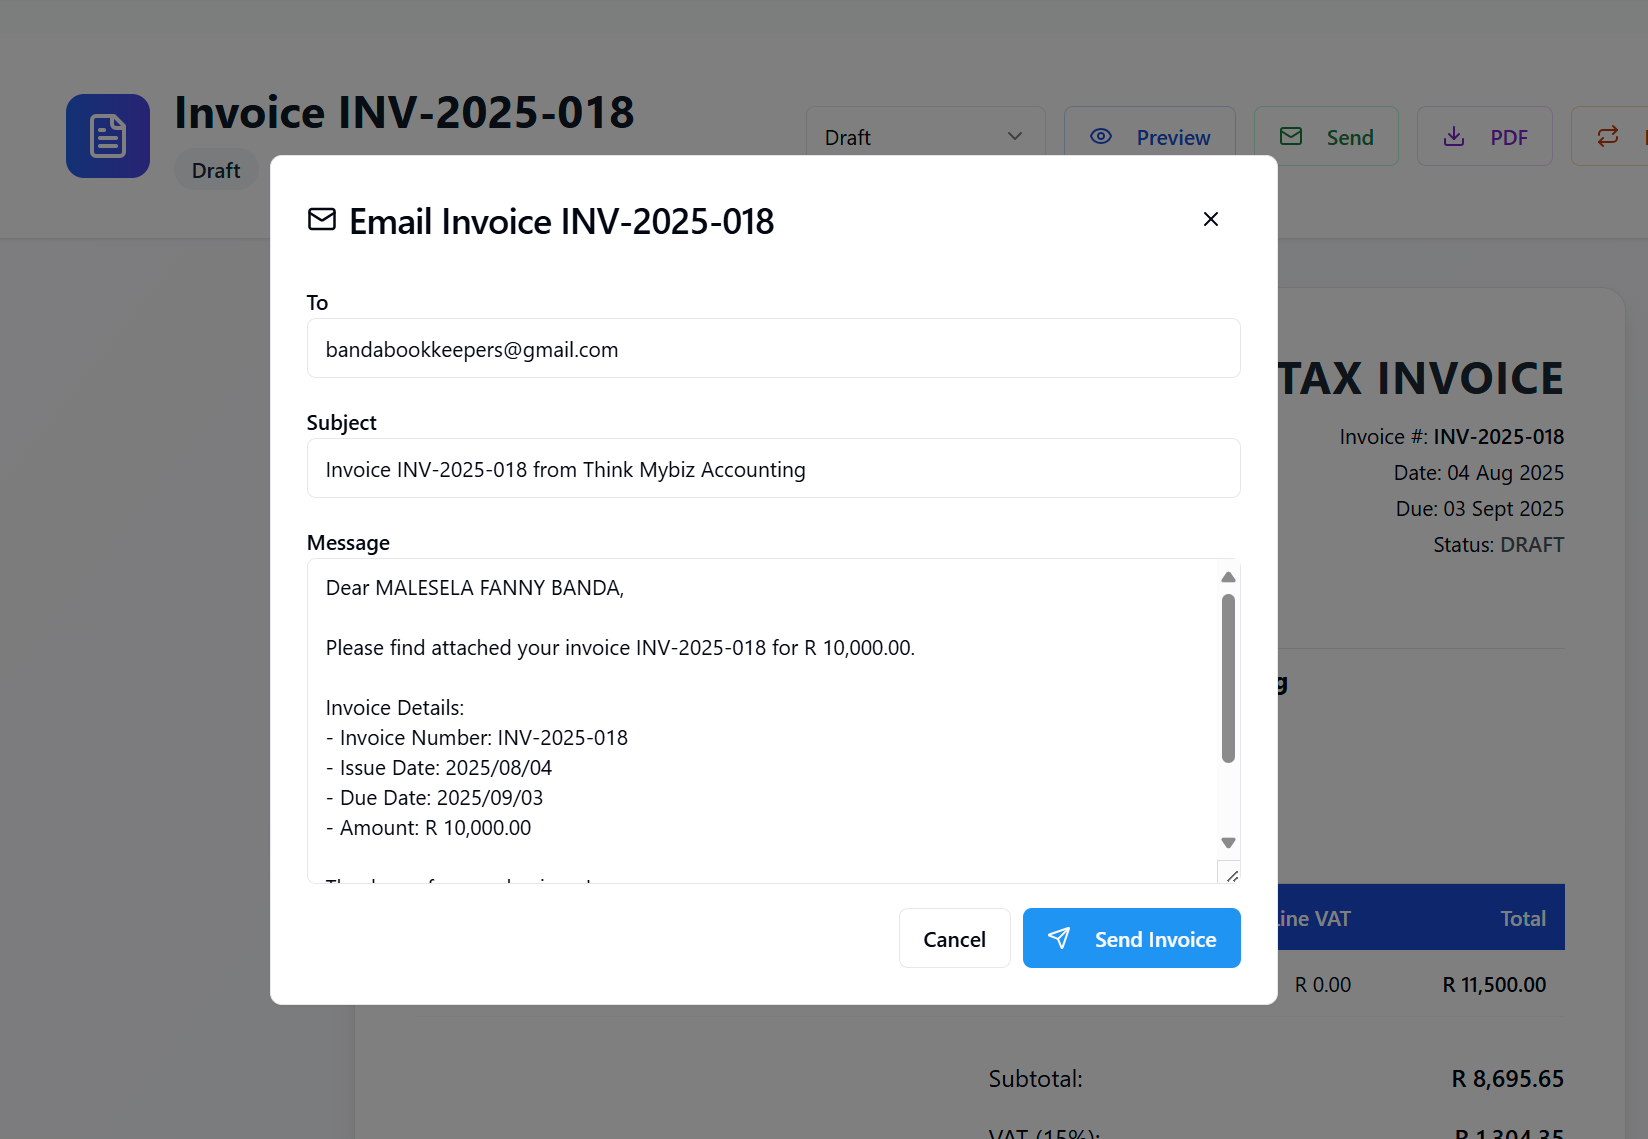 Invoice INV-2025-018
Draft
Draft
Preview
Send
PDF
Email Invoice INV-2025-018
To
bandabookkeepers@gmail.com
Subject
Invoice INV-2025-018 from Think Mybiz Accounting
Message
Dear MALESELA FANNY BANDA,
Please find attached your invoice INV-2025-018 for R 10,000.00.
Invoice Details:
- Invoice Number: INV-2025-018
- Issue Date: 2025/08/04
- Due Date: 2025/09/03
- Amount: R 10,000.00
Cancel
Send Invoice
TAX INVOICE
Invoice #: INV-2025-018
Date: 04 Aug 2025
Due: 03 Sept 2025
Status: DRAFT
g
Line VAT Total
R 0.00 R 11,500.00
Subtotal: R 8,695.65
VAT (15%): R 1,304.35